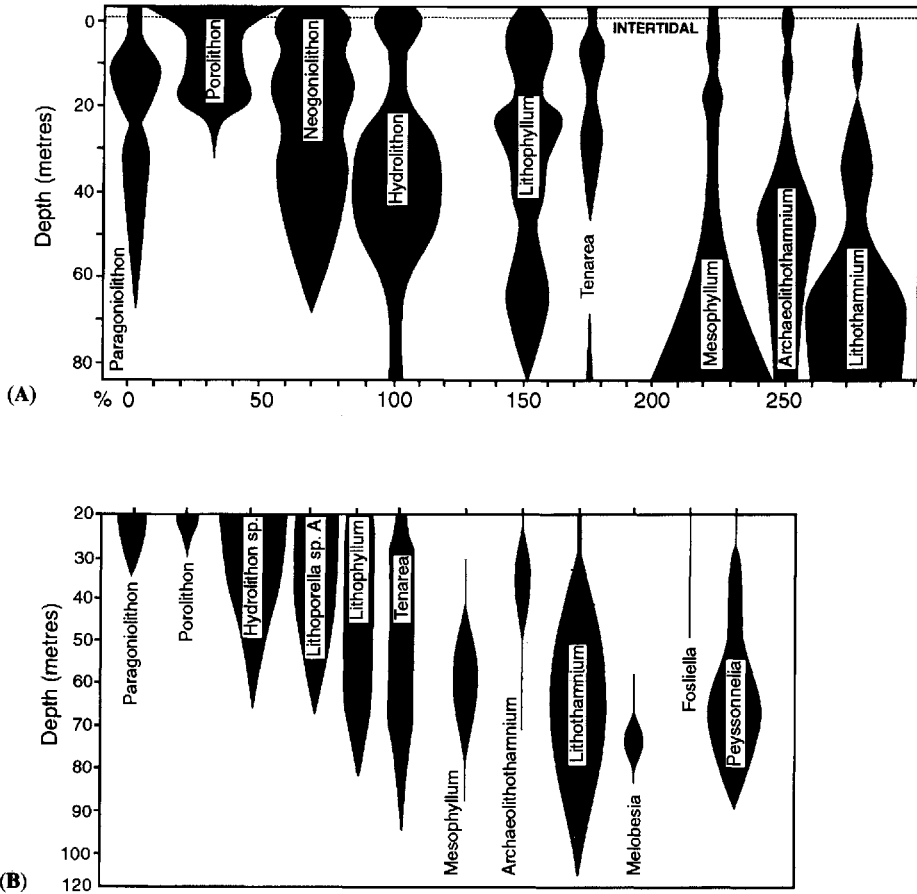 0
INTERTIDAL
20
40
60
80
Depth (metres)
Paragoniolithon
Porolithon
Neogoniolithon
Hydrolithon
Lithophyllum
Tenarea
Mesophyllum
Archaeolithothamnium
Lithothamnium
(A)
% 0 50 100 150 200 250
20
30
40
50
60
70
80
90
100
120
Depth (metres)
Paragoniolithon
Porolithon
Hydrolithon sp.
Lithoporella sp. A
Lithophyllum
Tenarea
Mesophyllum
Archaeolithothamnium
Lithothamnium
Melobesia
Fosliella
Peyssonnelia
(B)